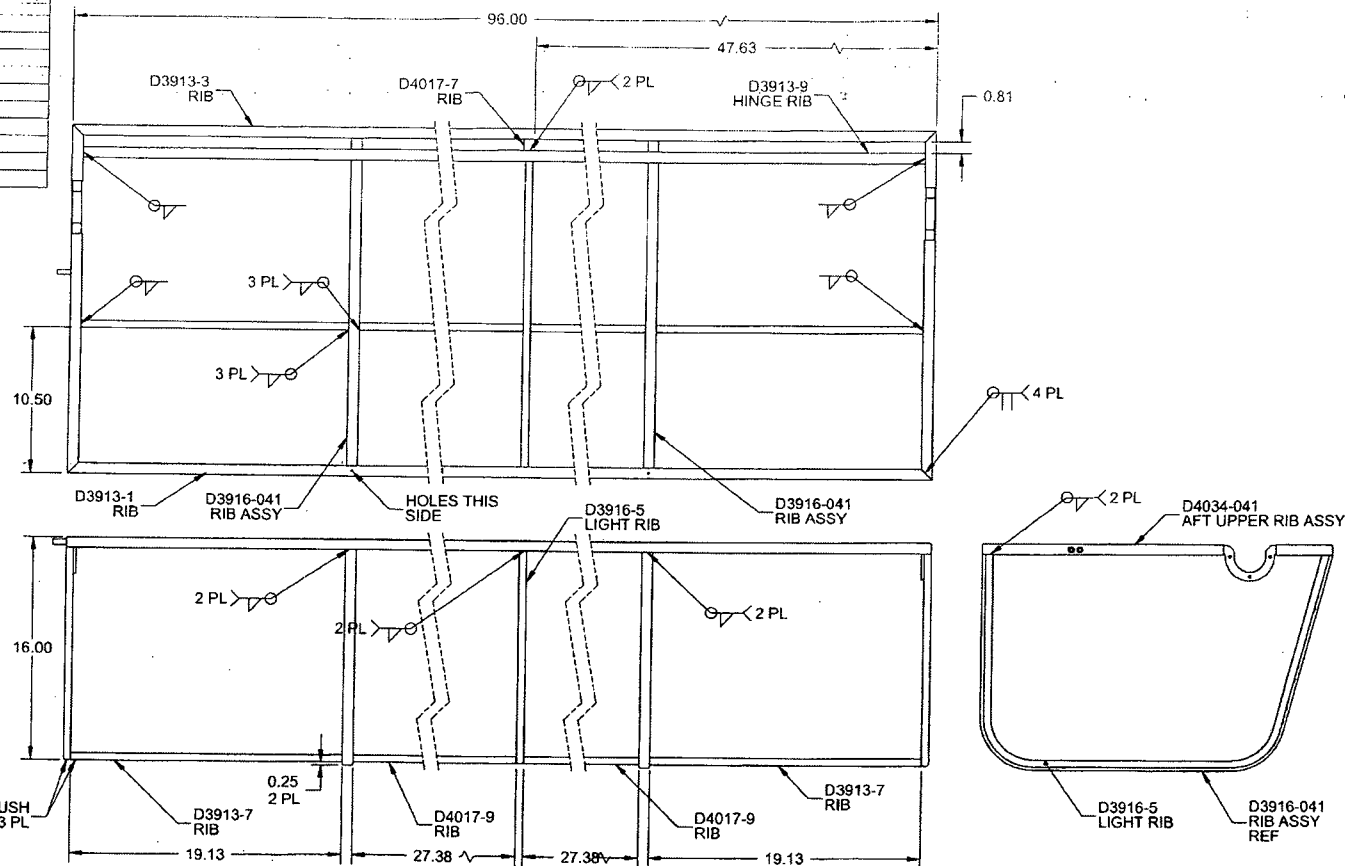 96.00
47.63
D3913-3
RIB
D4017-7
RIB
2 PL
D3913-9
HINGE RIB
0.81
3 PL
3 PL
10.50
4 PL
D3913-1
RIB
D3916-041
RIB ASSY
HOLES THIS
SIDE
D3916-5
LIGHT RIB
D3916-041
RIB ASSY
2 PL
D4034-041
AFT UPPER RIB ASSY
2 PL
2 PL
2 PL
16.00
0.25
2 PL
USH
3 PL
D3913-7
RIB
D4017-9
RIB
D4017-9
RIB
D3913-7
RIB
D3916-5
LIGHT RIB
D3916-041
RIB ASSY
REF
19.13
27.38
27.38
19.13